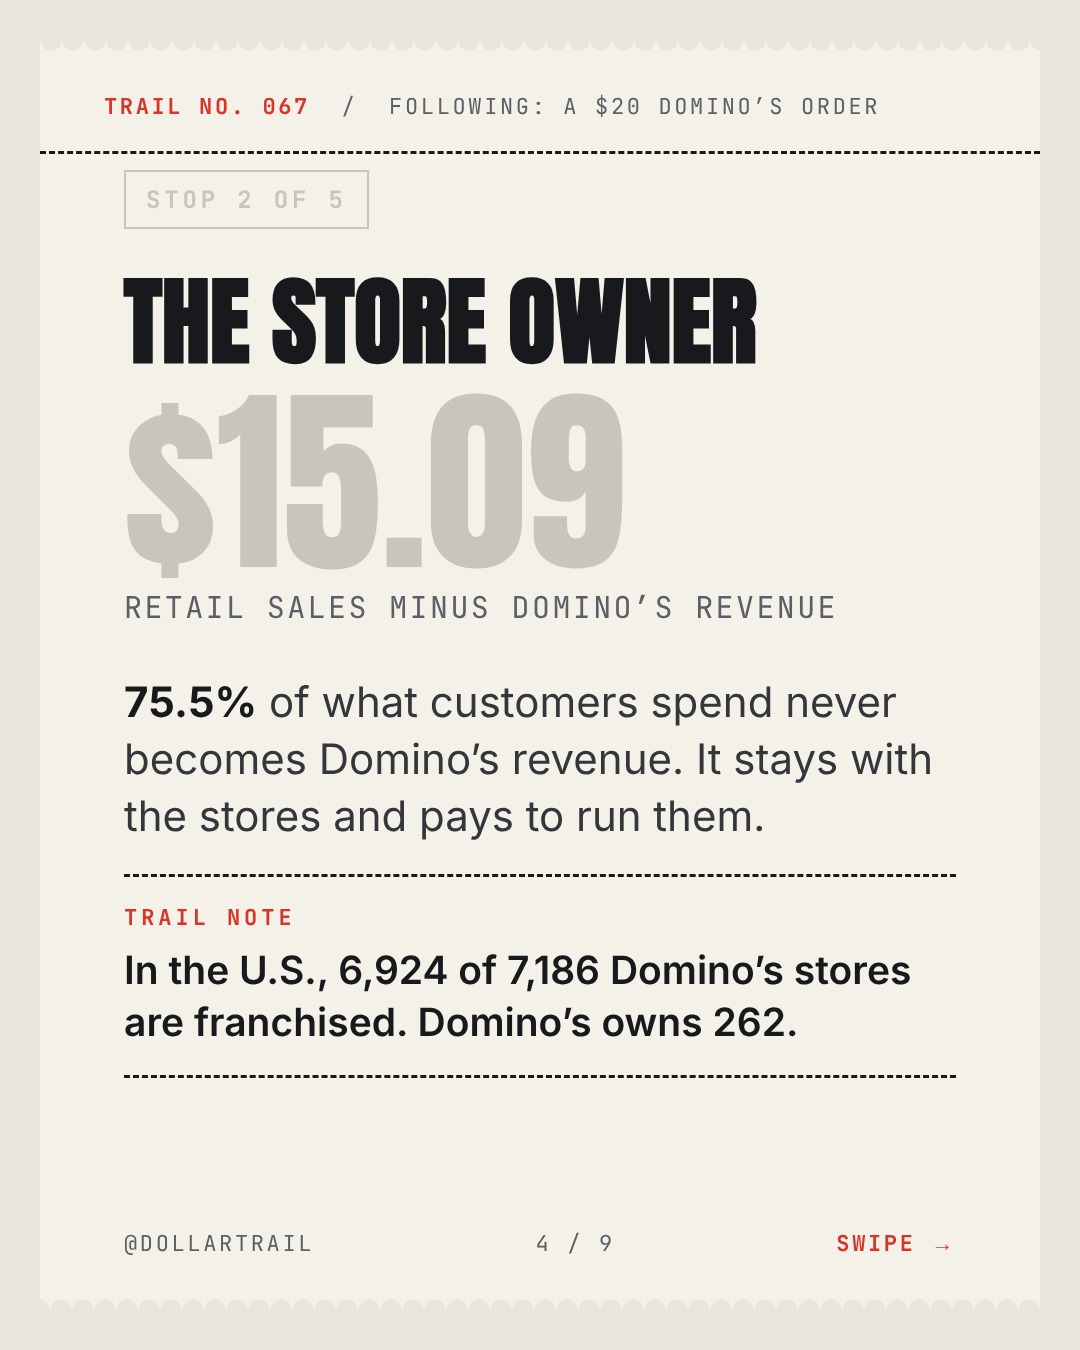 TRAIL NO. 067 / FOLLOWING: A $20 DOMINO’S ORDER
STOP 2 OF 5
THE STORE OWNER
$15.09
RETAIL SALES MINUS DOMINO’S REVENUE
75.5% of what customers spend never
becomes Domino’s revenue. It stays with
the stores and pays to run them.
TRAIL NOTE
In the U.S., 6,924 of 7,186 Domino’s stores
are franchised. Domino’s owns 262.
@DOLLARTRAIL 4 / 9 SWIPE →